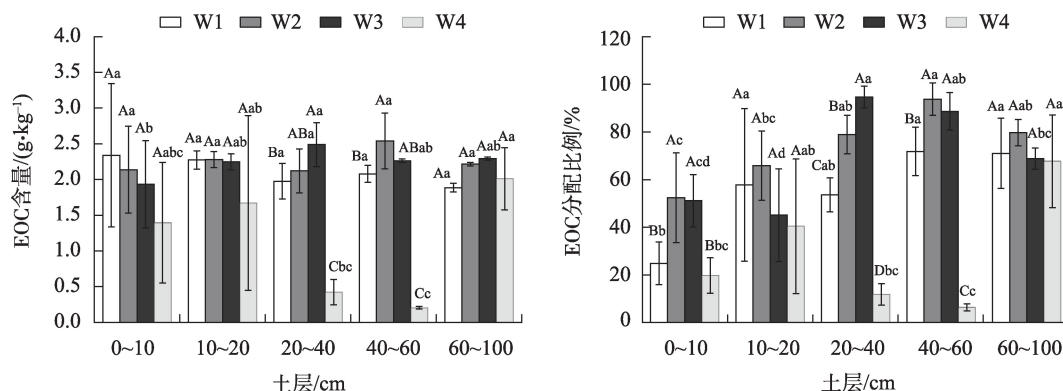 W1 W2 W3 W4
EOC含量/(g·kg⁻¹)
4.0
3.5
3.0
2.5
2.0
1.5
1.0
0.5
0.0
Aa Aa Ab Aabc
Aa Aa Aab Aab
Ba ABa Aa Cbc
Ba Aa ABab Cc
Aa Aa Aab Aa
0~10 10~20 20~40 40~60 60~100
土层/cm
W1 W2 W3 W4
EOC分配比例/%
120
100
80
60
40
20
0
Bb Ac Acd Bbc
Aa Abc Ad Aab
Cab Bab Aa Dbc
Ba Aa Aab Cc
Aa Aab Aac Aa
0~10 10~20 20~40 40~60 60~100
土层/cm